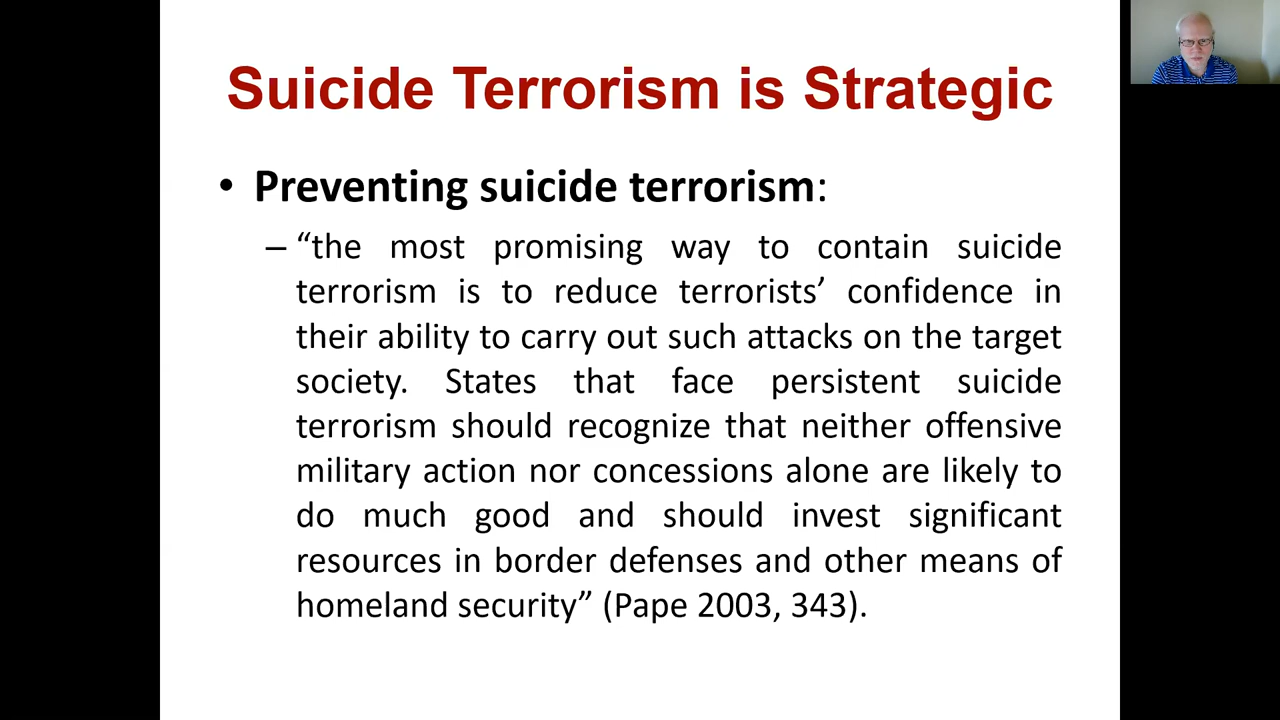 Suicide Terrorism is Strategic
• Preventing suicide terrorism:
– “the most promising way to contain suicide
terrorism is to reduce terrorists’ confidence in
their ability to carry out such attacks on the target
society. States that face persistent suicide
terrorism should recognize that neither offensive
military action nor concessions alone are likely to
do much good and should invest significant
resources in border defenses and other means of
homeland security” (Pape 2003, 343).